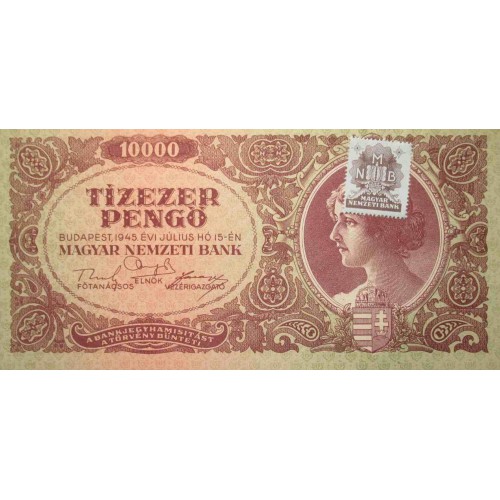 10000
TÍZEZER
PENGŐ
BUDAPEST, 1945. ÉVI JÚLIUS HÓ 15-ÉN
MAGYAR NEMZETI BANK
FŐTANÁCSOS
ELNÖK
VEZÉRIGAZGATÓ
A BANKJEGYHAMISÍTÁST
A TÖRVÉNY BÜNTETI
M
N B
MAGYAR
NEMZETI BANK